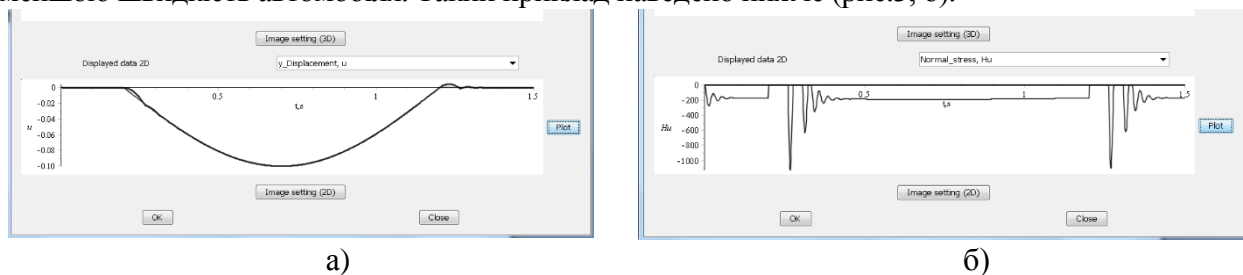 Image setting (3D)
Displayed data 2D y_Displacement, u
0
0.5 1 1.5
t,s
-0.02
-0.04
u -0.06
-0.08
-0.10
Plot
Image setting (2D)
OK Close
а)
Image setting (3D)
Displayed data 2D Normal_stress, Hu
0
0.5 1 1.5
t,s
-200
-400
Hu -600
-800
-1000
Plot
Image setting (2D)
OK Close
б)